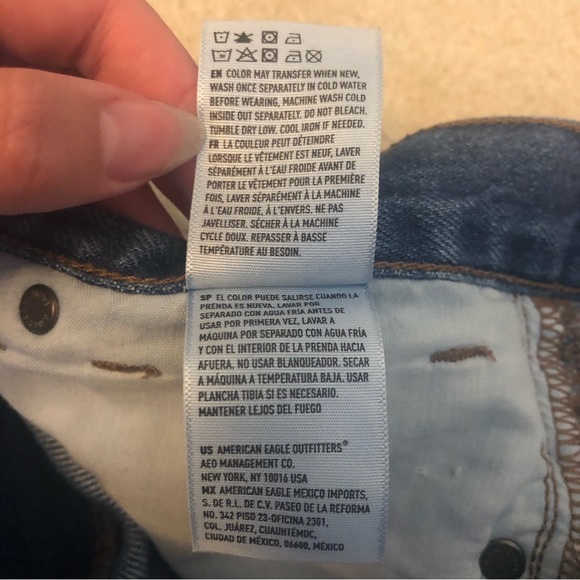 EN COLOR MAY TRANSFER WHEN NEW,
WASH ONCE SEPARATELY IN COLD WATER
BEFORE WEARING, MACHINE WASH COLD
INSIDE OUT SEPARATELY. DO NOT BLEACH.
TUMBLE DRY LOW. COOL IRON IF NEEDED.
FR LA COULEUR PEUT DÉTEINDRE
LORSQUE LE VÊTEMENT EST NEUF, LAVER
SÉPARÉMENT À L'EAU FROIDE AVANT DE
PORTER LE VÊTEMENT POUR LA PREMIÈRE
FOIS, LAVER SÉPARÉMENT À LA MACHINE
À L'EAU FROIDE, À L'ENVERS. NE PAS
JAVELLISER. SÉCHER À LA MACHINE
CYCLE DOUX. REPASSER À BASSE
TEMPÉRATURE AU BESOIN.
SP EL COLOR PUEDE SALIRSE CUANDO LA
PRENDA ES NUEVA, LAVAR POR
SEPARADO CON AGUA FRÍA ANTES DE
USAR POR PRIMERA VEZ, LAVAR A
MÁQUINA POR SEPARADO CON AGUA FRÍA
Y CON EL INTERIOR DE LA PRENDA HACIA
AFUERA. NO USAR BLANQUEADOR. SECAR
A MÁQUINA A TEMPERATURA BAJA. USAR
PLANCHA TIBIA SI ES NECESARIO.
MANTENER LEJOS DEL FUEGO
US AMERICAN EAGLE OUTFITTERS®
AEO MANAGEMENT CO.
NEW YORK, NY 10016 USA
MX AMERICAN EAGLE MEXICO IMPORTS,
S. DE R.L. DE C.V. PASEO DE LA REFORMA
NO. 342 PISO 23-OFICINA 2301,
COL. JUÁREZ, CUAUHTÉMOC,
CIUDAD DE MÉXICO, 06600, MÉXICO